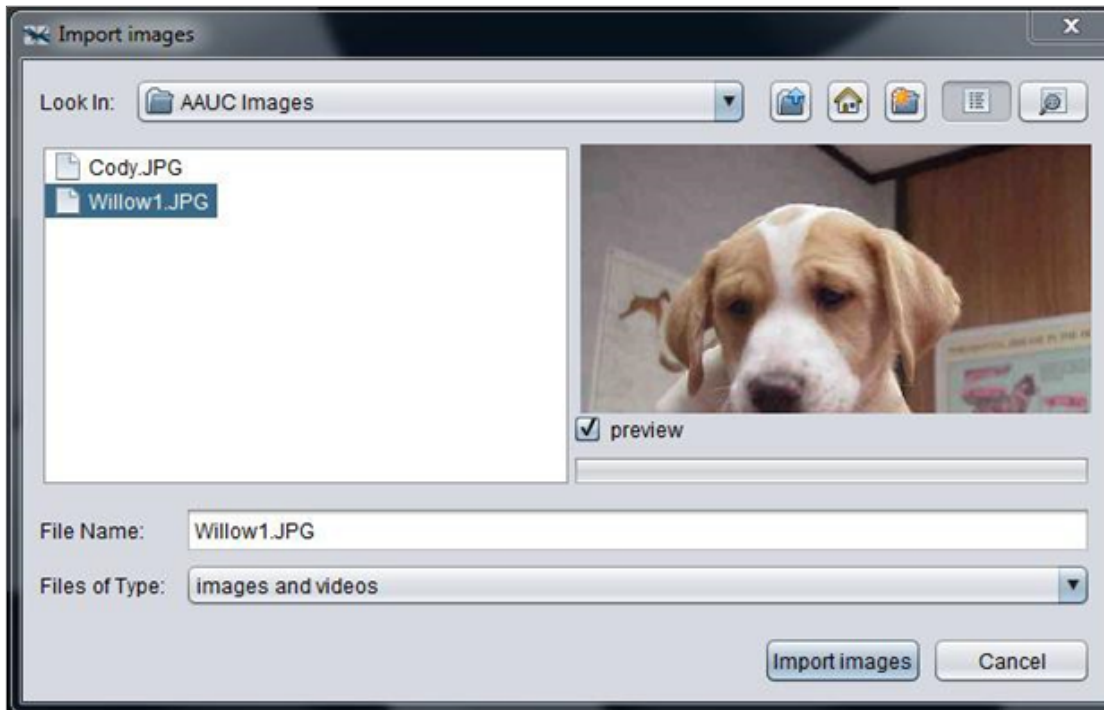 Import images
Look In: AAUC Images
Cody.JPG
Willow1.JPG
preview
File Name: Willow1.JPG
Files of Type: images and videos
Import images Cancel